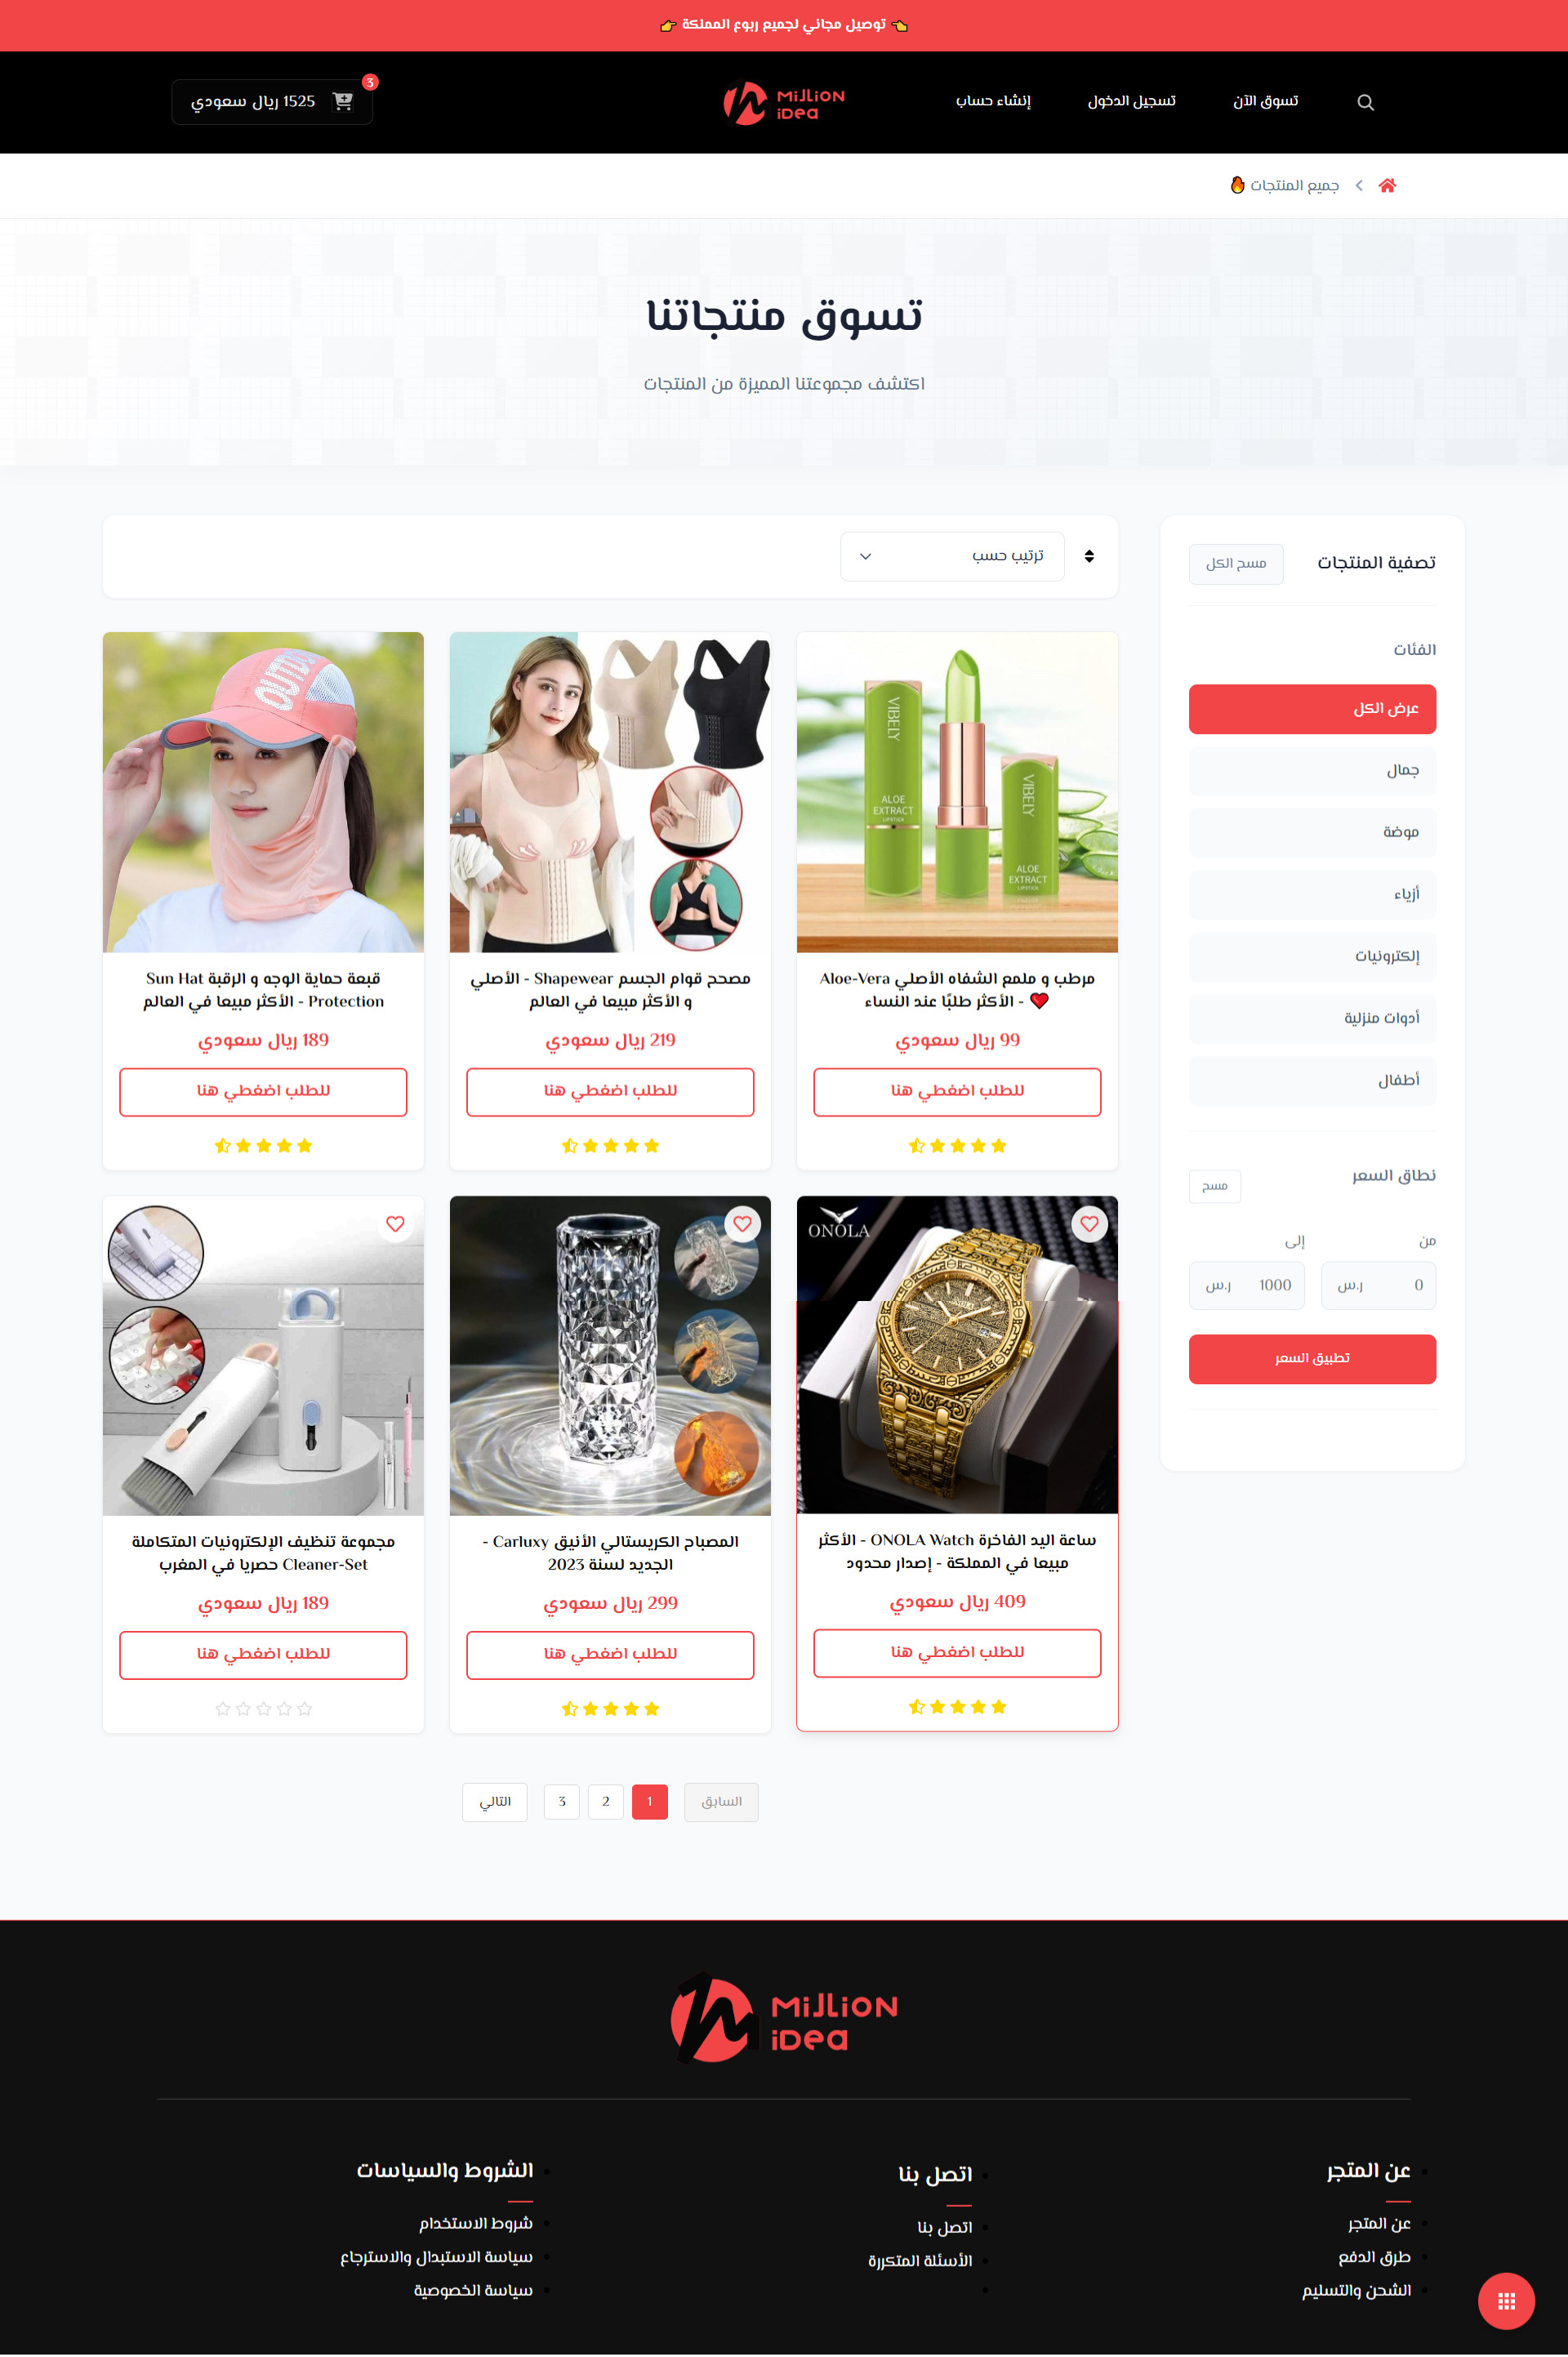 👈 توصيل مجاني لجميع ربوع المملكة 👉
تسوق الآن
تسجيل الدخول
إنشاء حساب
MiLLiON
iDea
3
1525 ريال سعودي
جميع المنتجات 🔥
تسوق منتجاتنا
اكتشف مجموعتنا المميزة من المنتجات
تصفية المنتجات
مسح الكل
الفئات
عرض الكل
جمال
موضة
أزياء
إلكترونيات
أدوات منزلية
أطفال
نطاق السعر
مسح
من
إلى
0
ر.س
1000
ر.س
تطبيق السعر
ترتيب حسب
VIBELY
ALOE
EXTRACT
LIPSTICK
VIBELY
ALOE
EXTRACT
LIPSTICK
مرطب و ملمع الشفاه الأصلي Aloe-Vera
❤️ - الأكثر طلبًا عند النساء
99 ريال سعودي
للطلب اضغطي هنا
مصحح قوام الجسم Shapewear - الأصلي
و الأكثر مبيعا في العالم
219 ريال سعودي
للطلب اضغطي هنا
قبعة حماية الوجه و الرقبة Sun Hat
Protection - الأكثر مبيعا في العالم
189 ريال سعودي
للطلب اضغطي هنا
ONOLA
ساعة اليد الفاخرة ONOLA Watch - الأكثر
مبيعا في المملكة - إصدار محدود
409 ريال سعودي
للطلب اضغطي هنا
المصباح الكريستالي الأنيق Carluxy -
الجديد لسنة 2023
299 ريال سعودي
للطلب اضغطي هنا
مجموعة تنظيف الإلكترونيات المتكاملة
Cleaner-Set حصريا في المغرب
189 ريال سعودي
للطلب اضغطي هنا
السابق
1
2
3
التالي
MiLLiON
iDea
عن المتجر
عن المتجر
طرق الدفع
الشحن والتسليم
اتصل بنا
اتصل بنا
الأسئلة المتكررة
الشروط والسياسات
شروط الاستخدام
سياسة الاستبدال والاسترجاع
سياسة الخصوصية